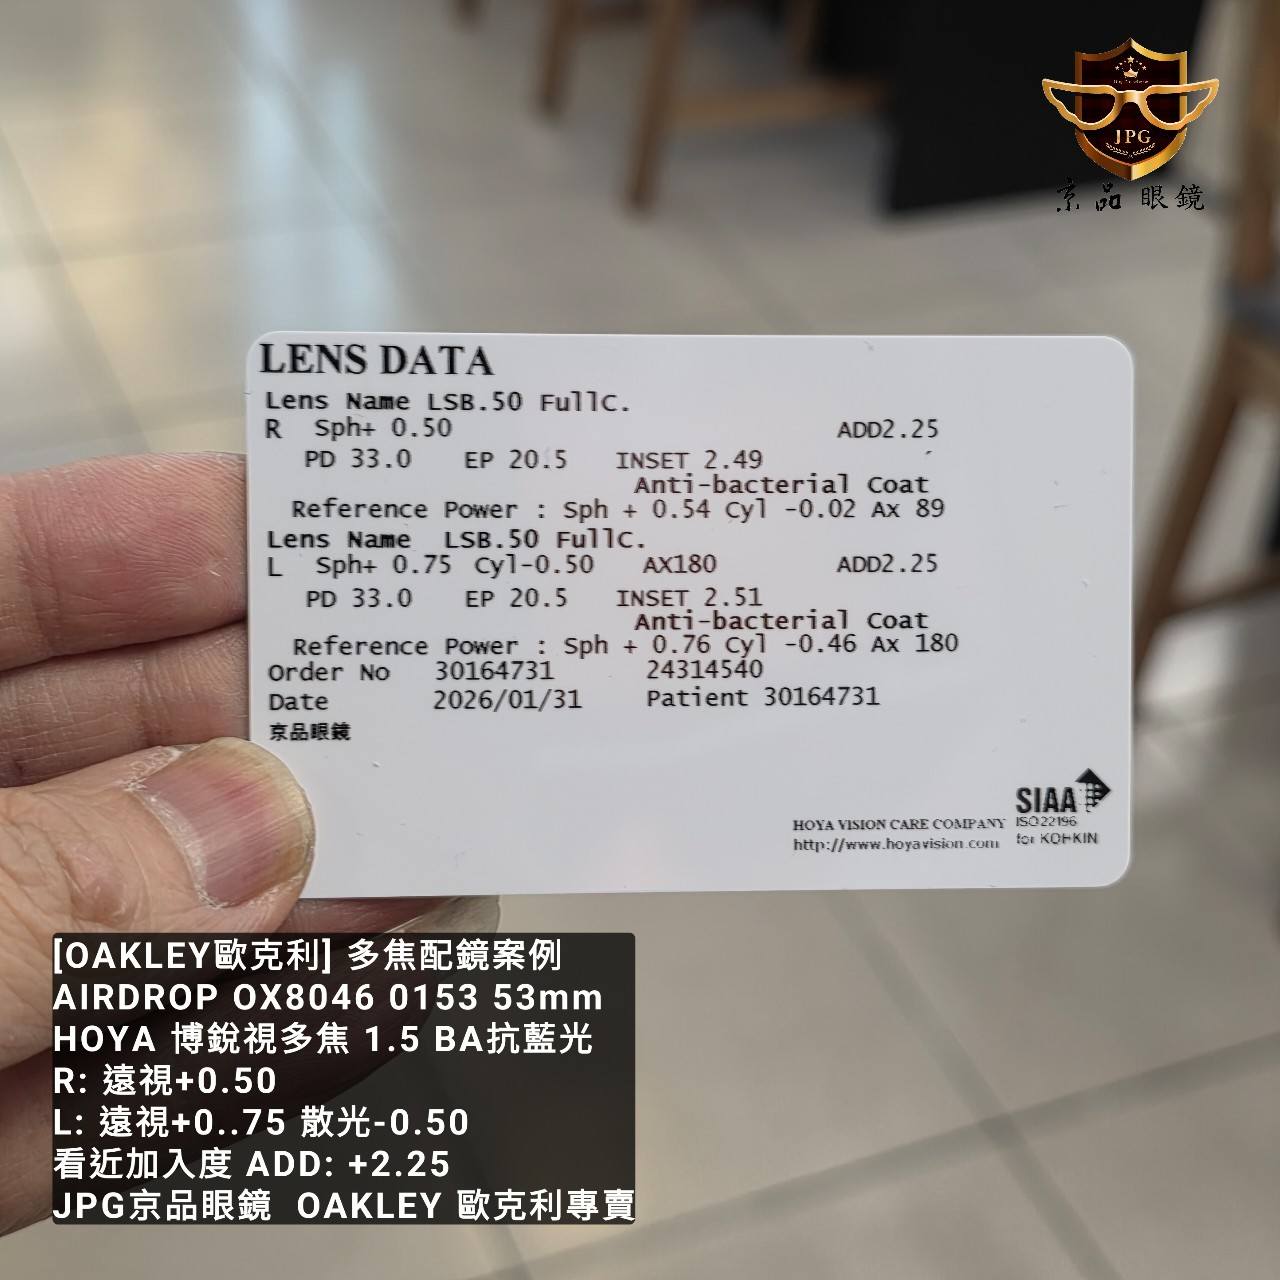 JPG
京品眼鏡
LENS DATA
Lens Name LSB.50 FullC.
R Sph+ 0.50 ADD2.25
PD 33.0 EP 20.5 INSET 2.49
Anti-bacterial Coat
Reference Power : Sph + 0.54 Cyl -0.02 Ax 89
Lens Name LSB.50 FullC.
L Sph+ 0.75 Cyl-0.50 AX180 ADD2.25
PD 33.0 EP 20.5 INSET 2.51
Anti-bacterial Coat
Reference Power : Sph + 0.76 Cyl -0.46 Ax 180
Order No 30164731 24314540
Date 2026/01/31 Patient 30164731
京品眼鏡
SIAA
ISO22196
for KOHKIN
HOYA VISION CARE COMPANY
http://www.hoyavision.com
[OAKLEY歐克利] 多焦配鏡案例
AIRDROP OX8046 0153 53mm
HOYA 博銳視多焦 1.5 BA抗藍光
R: 遠視+0.50
L: 遠視+0..75 散光-0.50
看近加入度 ADD: +2.25
JPG京品眼鏡 OAKLEY 歐克利專賣